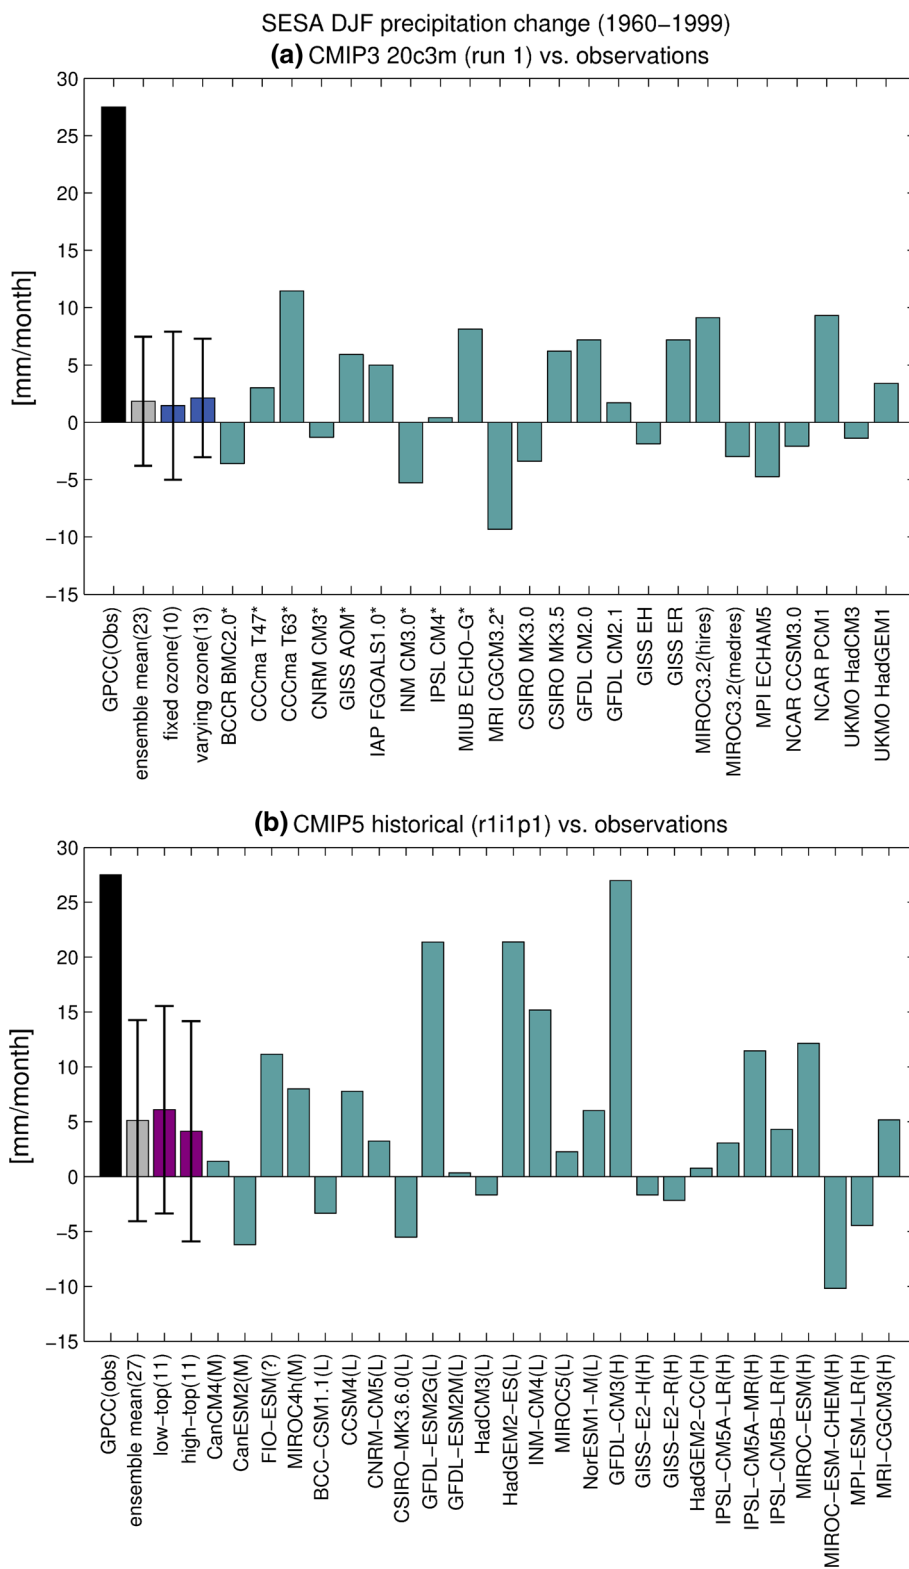 SESA DJF precipitation change (1960−1999)
(a) CMIP3 20c3m (run 1) vs. observations
30
25
20
15
10
5
0
−5
−10
−15
[mm/month]
GPCC(Obs)
ensemble mean(23)
fixed ozone(10)
varying ozone(13)
BCCR BMC2.0*
CCCma T47*
CCCma T63*
CNRM CM3*
GISS AOM*
IAP FGOALS1.0*
INM CM3.0*
IPSL CM4*
MIUB ECHO−G*
MRI CGCM3.2*
CSIRO MK3.0
CSIRO MK3.5
GFDL CM2.0
GFDL CM2.1
GISS EH
GISS ER
MIROC3.2(hires)
MIROC3.2(medres)
MPI ECHAM5
NCAR CCSM3.0
NCAR PCM1
UKMO HadCM3
UKMO HadGEM1
(b) CMIP5 historical (r1i1p1) vs. observations
30
25
20
15
10
5
0
−5
−10
−15
[mm/month]
GPCC(obs)
ensemble mean(27)
low−top(11)
high−top(11)
CanCM4(M)
CanESM2(M)
FIO−ESM(?)
MIROC4h(M)
BCC−CSM1.1(L)
CCSM4(L)
CNRM−CM5(L)
CSIRO−MK3.6.0(L)
GFDL−ESM2G(L)
GFDL−ESM2M(L)
HadCM3(L)
HadGEM2−ES(L)
INM−CM4(L)
MIROC5(L)
NorESM1−M(L)
GFDL−CM3(H)
GISS−E2−H(H)
GISS−E2−R(H)
HadGEM2−CC(H)
IPSL−CM5A−LR(H)
IPSL−CM5A−MR(H)
IPSL−CM5B−LR(H)
MIROC−ESM(H)
MIROC−ESM−CHEM(H)
MPI−ESM−LR(H)
MRI−CGCM3(H)